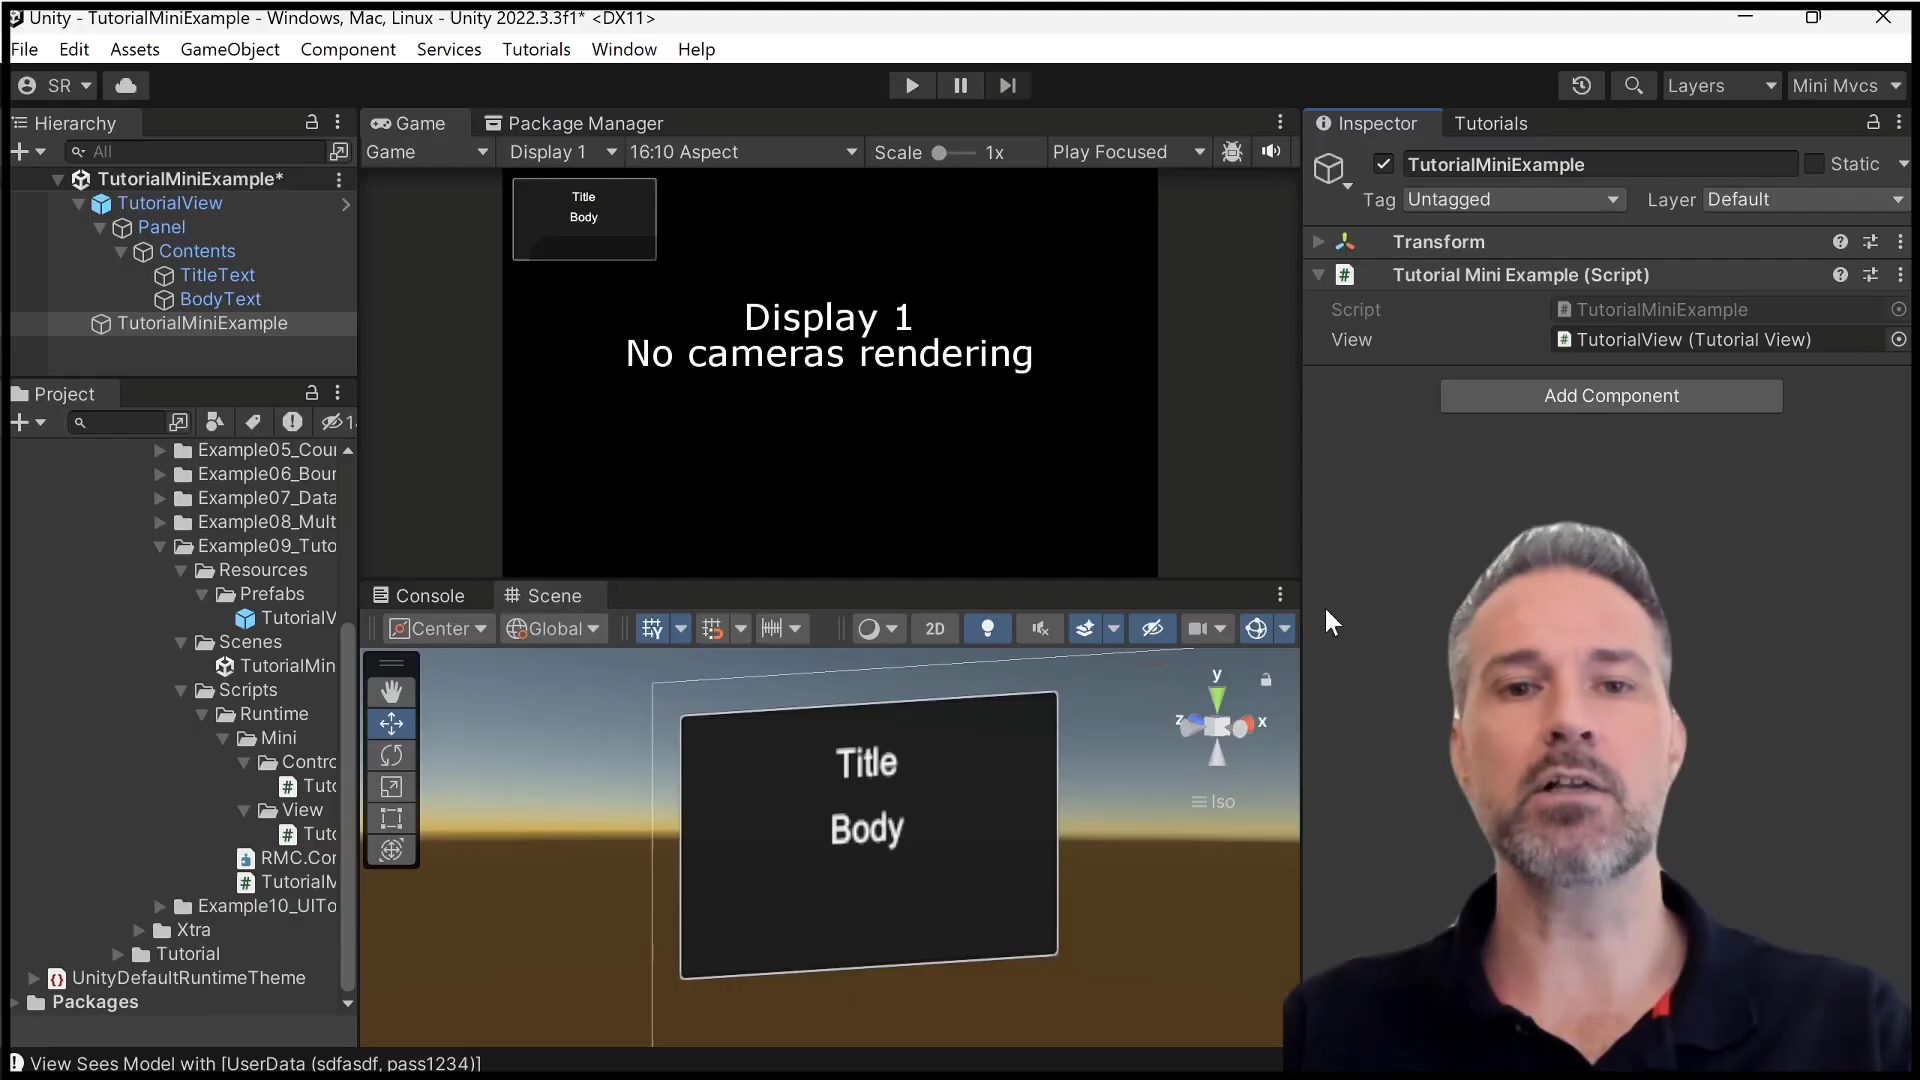 Unity - TutorialMiniExample - Windows, Mac, Linux - Unity 2022.3.3f1* <DX11>
File Edit Assets GameObject Component Services Tutorials Window Help
SR
Layers
Mini Mvcs
Hierarchy
All
TutorialMiniExample*
TutorialView
Panel
Contents
TitleText
BodyText
TutorialMiniExample
Game
Package Manager
Game
Display 1
16:10 Aspect
Scale
1x
Play Focused
Title
Body
Display 1
No cameras rendering
Inspector
Tutorials
TutorialMiniExample
Static
Tag
Untagged
Layer
Default
Transform
Tutorial Mini Example (Script)
Script
TutorialMiniExample
View
TutorialView (Tutorial View)
Add Component
Project
1
Example05_Cou
Example06_Boun
Example07_Data
Example08_Mult
Example09_Tuto
Resources
Prefabs
TutorialV
Scenes
TutorialMin
Scripts
Runtime
Mini
Contro
Tuto
View
Tuto
RMC.Cor
TutorialM
Example10_UITo
Xtra
Tutorial
UnityDefaultRuntimeTheme
Packages
Console
Scene
Center
Global
2D
y
z
x
Iso
Title
Body
View Sees Model with [UserData (sdfasdf, pass1234)]